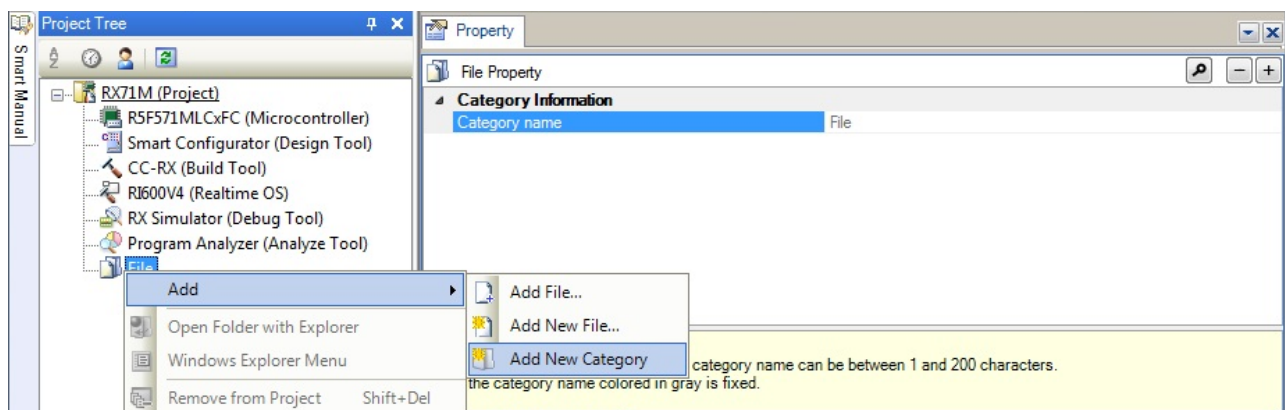 Smart Manual
Project Tree
RX71M (Project)
R5F571MLCxFC (Microcontroller)
Smart Configurator (Design Tool)
CC-RX (Build Tool)
RI600V4 (Realtime OS)
RX Simulator (Debug Tool)
Program Analyzer (Analyze Tool)
File
Add
Open Folder with Explorer
Windows Explorer Menu
Remove from Project Shift+Del
Add File...
Add New File...
Add New Category
Property
File Property
Category Information
Category name File
category name can be between 1 and 200 characters.
the category name colored in gray is fixed.